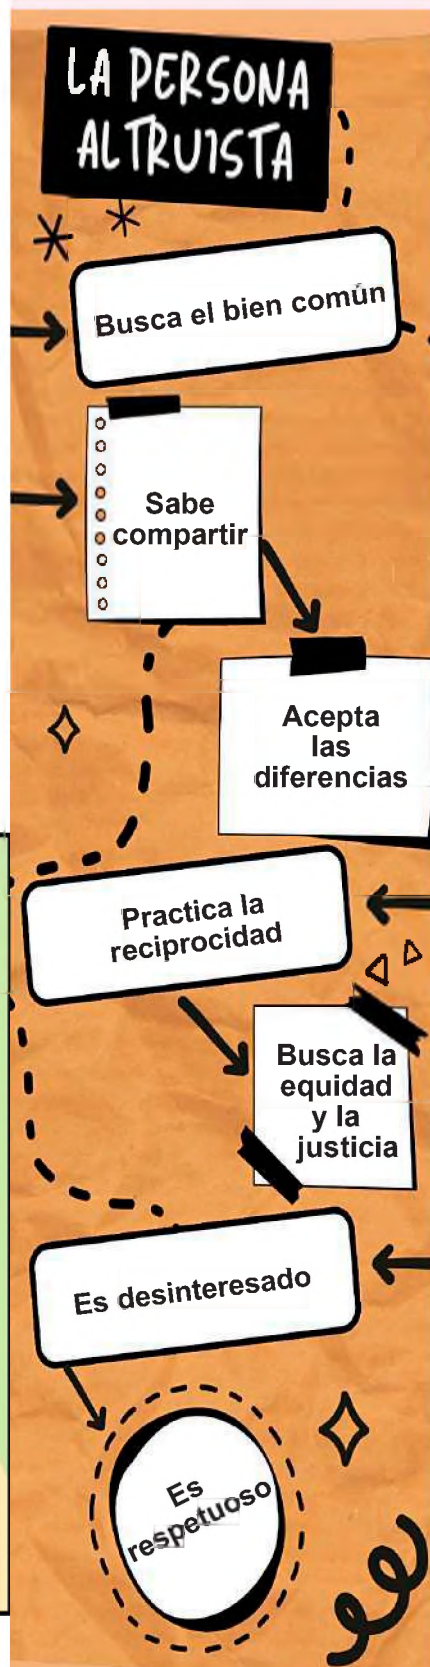 LA PERSONA
ALTRUISTA
Busca el bien común
Sabe
compartir
Acepta
las
diferencias
Practica la
reciprocidad
Busca la
equidad
y la
justicia
Es desinteresado
Es
respetuoso